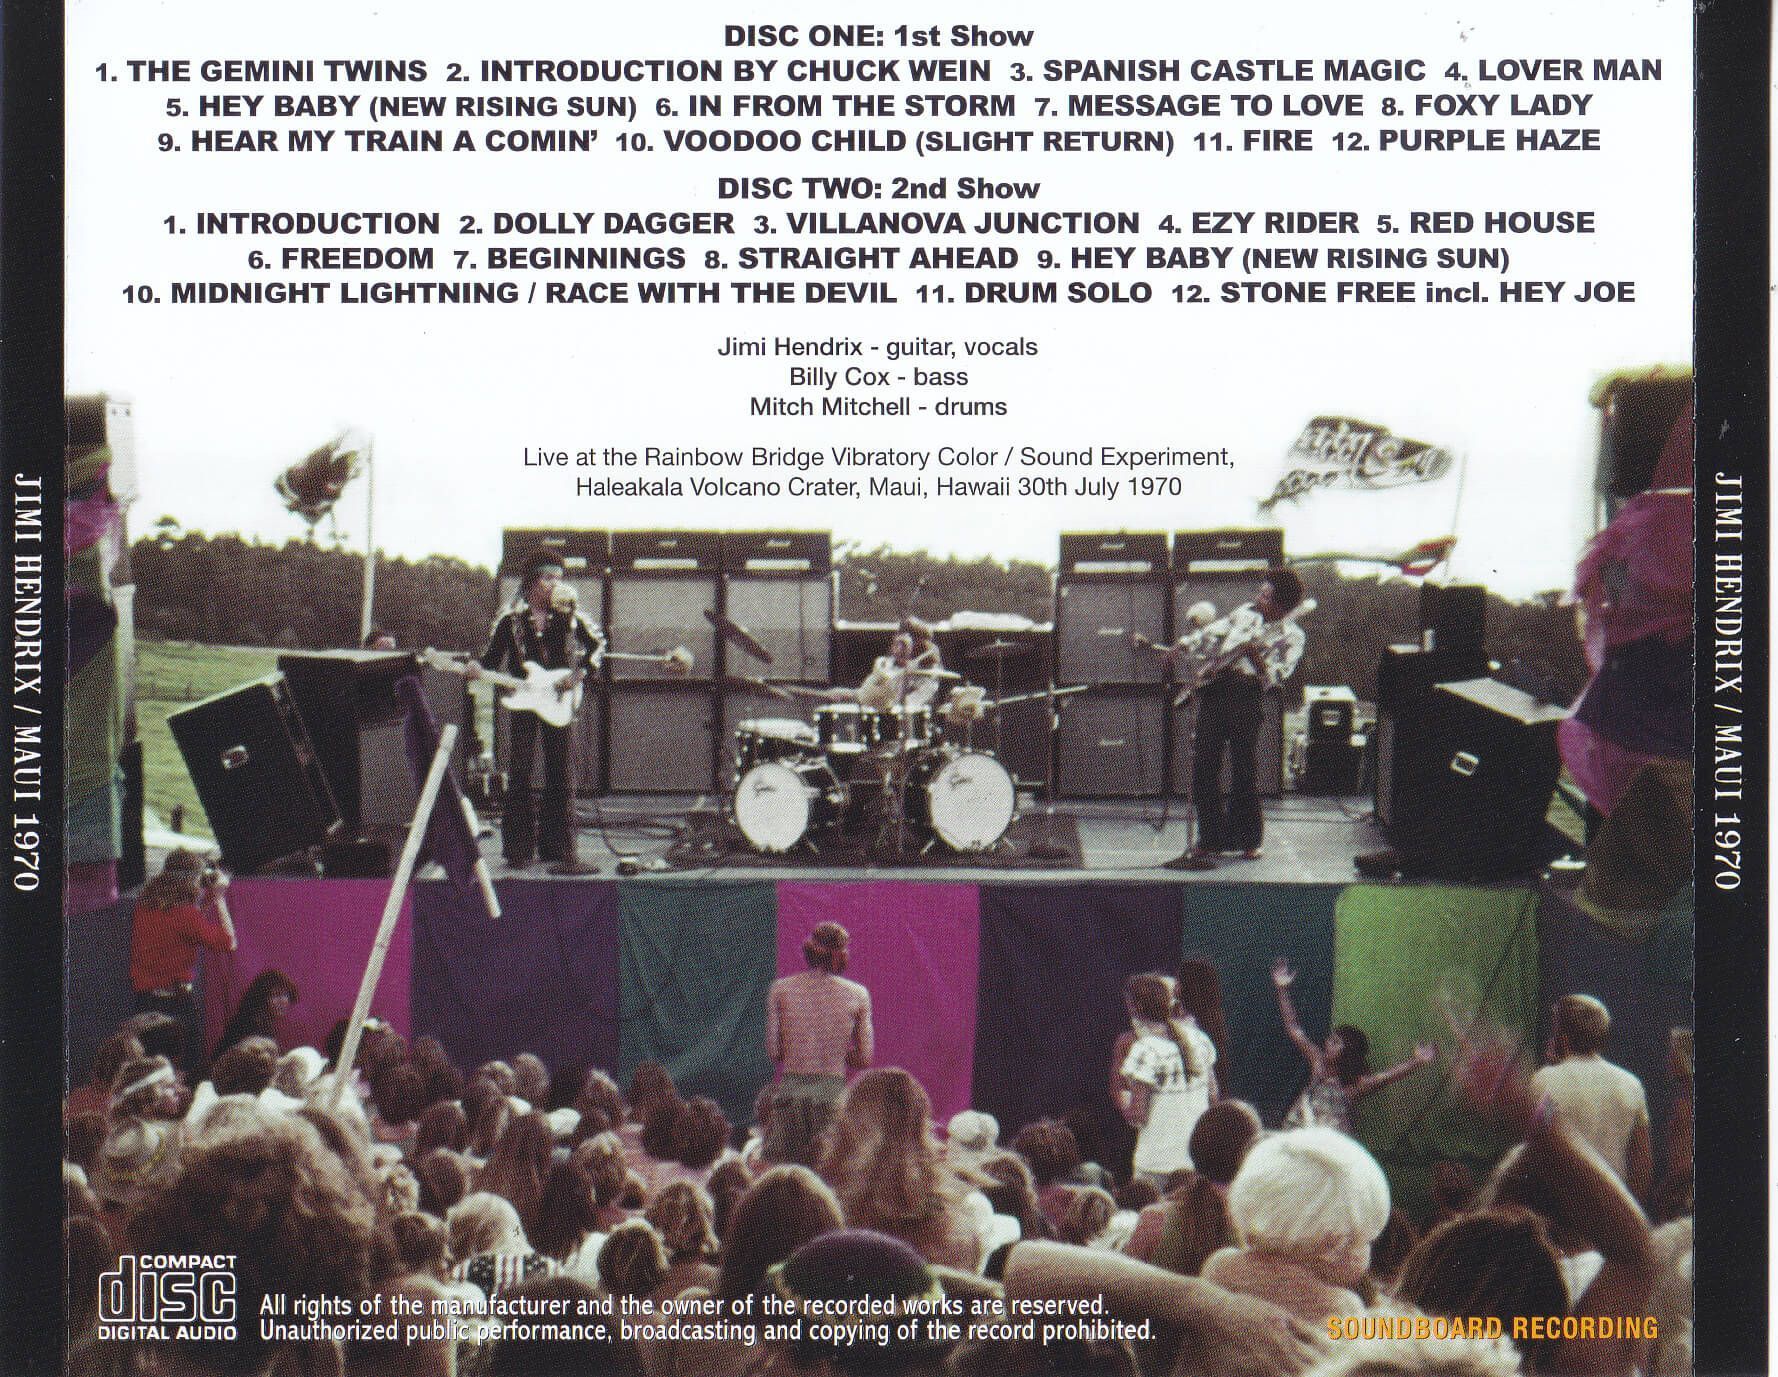 DISC ONE: 1st Show
1. THE GEMINI TWINS 2. INTRODUCTION BY CHUCK WEIN 3. SPANISH CASTLE MAGIC 4. LOVER MAN
5. HEY BABY (NEW RISING SUN) 6. IN FROM THE STORM 7. MESSAGE TO LOVE 8. FOXY LADY
9. HEAR MY TRAIN A COMIN' 10. VOODOO CHILD (SLIGHT RETURN) 11. FIRE 12. PURPLE HAZE
DISC TWO: 2nd Show
1. INTRODUCTION 2. DOLLY DAGGER 3. VILLANOVA JUNCTION 4. EZY RIDER 5. RED HOUSE
6. FREEDOM 7. BEGINNINGS 8. STRAIGHT AHEAD 9. HEY BABY (NEW RISING SUN)
10. MIDNIGHT LIGHTNING / RACE WITH THE DEVIL 11. DRUM SOLO 12. STONE FREE incl. HEY JOE
Jimi Hendrix - guitar, vocals
Billy Cox - bass
Mitch Mitchell - drums
Live at the Rainbow Bridge Vibratory Color / Sound Experiment,
Haleakala Volcano Crater, Maui, Hawaii 30th July 1970
JIMI HENDRIX / MAUI 1970
JIMI HENDRIX / MAUI 1970
COMPACT
disc
DIGITAL AUDIO
All rights of the manufacturer and the owner of the recorded works are reserved.
Unauthorized public performance, broadcasting and copying of the record prohibited.
SOUNDBOARD RECORDING